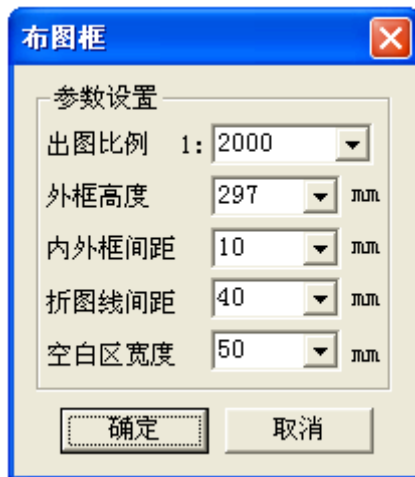 布图框
参数设置
出图比例 1: 2000
外框高度 297 mm
内外框间距 10 mm
折图线间距 40 mm
空白区宽度 50 mm
确定 取消